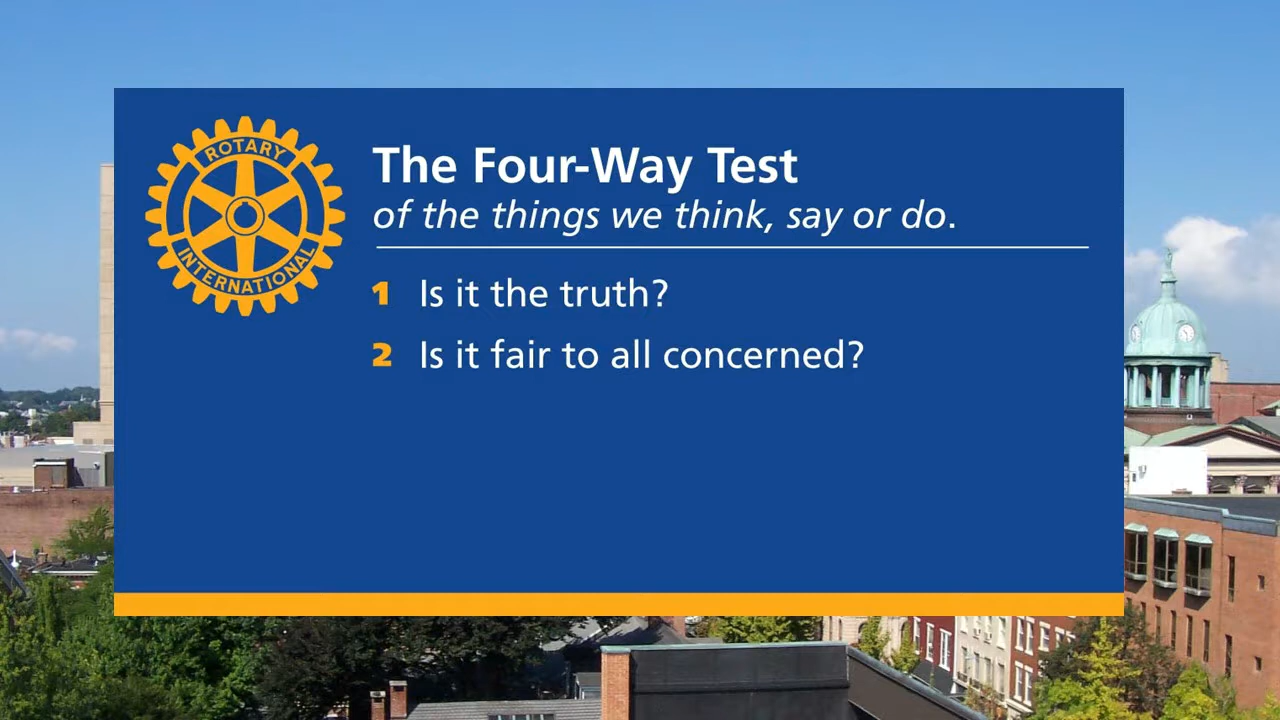 ROTARY
INTERNATIONAL
The Four-Way Test
of the things we think, say or do.
1 Is it the truth?
2 Is it fair to all concerned?